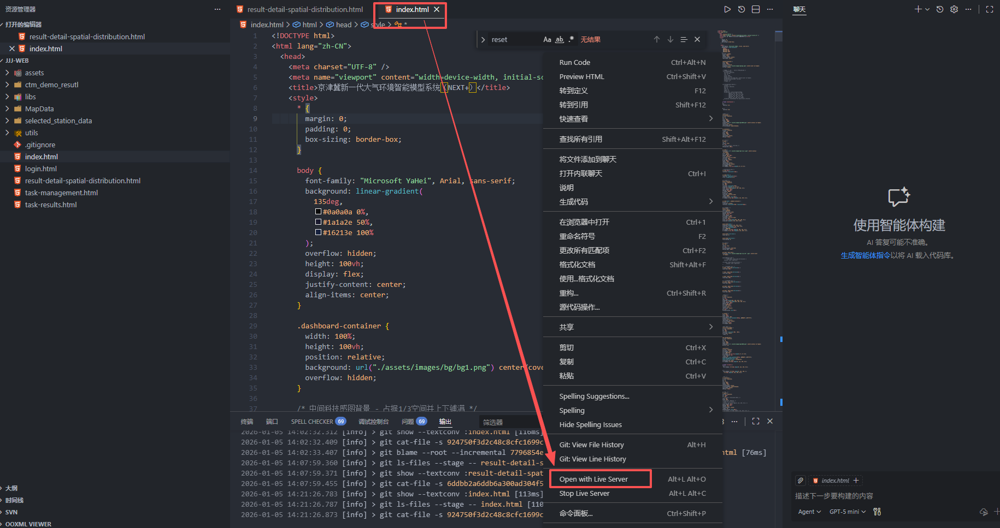 资源管理器
打开的编辑器
result-detail-spatial-distribution.html
index.html
JJJ-WEB
assets
ctm_demo_resutl
libs
MapData
selected_station_data
utils
.gitignore
index.html
login.html
result-detail-spatial-distribution.html
task-management.html
task-results.html
大纲
时间线
SVN
OOXML VIEWER
result-detail-spatial-distribution.html
index.html
index.html > html > head > style > *
reset
Aa ab .* 无结果
1 <!DOCTYPE html>
2 <html lang="zh-CN">
3 <head>
4 <meta charset="UTF-8" />
5 <meta name="viewport" content="width=device-width, initial-sc
6 <title>京津冀新一代大气环境智能模型系统（NEXT+）</title>
7 <style>
8 * {
9 margin: 0;
10 padding: 0;
11 box-sizing: border-box;
12 }
13
14 body {
15 font-family: "Microsoft YaHei", Arial, sans-serif;
16 background: linear-gradient(
17 135deg,
18 #0a0a0a 0%,
19 #1a1a2e 50%,
20 #16213e 100%
21 );
22 overflow: hidden;
23 height: 100vh;
24 display: flex;
25 justify-content: center;
26 align-items: center;
27 }
28
29 .dashboard-container {
30 width: 100%;
31 height: 100vh;
32 position: relative;
33 background: url("./assets/images/bg/bg1.png") center/cove
34 overflow: hidden;
35 }
36
37 /* 中间科技感图背景 - 占据1/3空间并上下铺满 */
Run Code Ctrl+Alt+N
Preview HTML Ctrl+Shift+V
转到定义 F12
转到引用 Shift+F12
快速查看
查找所有引用 Shift+Alt+F12
将文件添加到聊天
打开内联聊天 Ctrl+I
说明
生成代码
在浏览器中打开 Ctrl+1
重命名符号 F2
更改所有匹配项 Ctrl+F2
格式化文档 Shift+Alt+F
使用...格式化文档
重构... Ctrl+Shift+R
源代码操作...
共享
剪切 Ctrl+X
复制 Ctrl+C
粘贴 Ctrl+V
Spelling Suggestions...
Spelling
Hide Spelling Issues
Git: View File History Alt+H
Git: View Line History
Open with Live Server Alt+L Alt+O
Stop Live Server Alt+L Alt+C
命令面板... Ctrl+Shift+P
终端 端口 SPELL CHECKER 69 调试控制台 问题 69 输出 筛选器
2026-01-05 14:02:32.312 [info] > git show --textconv :index.html [116ms]
2026-01-05 14:02:32.409 [info] > git cat-file -s 924750f3d2c48c8cfc1699c
2026-01-05 14:02:33.407 [info] > git blame --root --incremental 7796854e html [76ms]
2026-01-05 14:07:59.360 [info] > git ls-files --stage -- result-detail-s
2026-01-05 14:07:59.371 [info] > git show --textconv :result-detail-spat
2026-01-05 14:07:59.455 [info] > git cat-file -s 6ddbb2a6ddb6a300ad304f5
2026-01-05 14:21:26.783 [info] > git show --textconv :index.html [113ms]
2026-01-05 14:21:26.787 [info] > git ls-files --stage -- index.html [110
2026-01-05 14:21:26.873 [info] > git cat-file -s 924750f3d2c48c8cfc1699c
聊天
使用智能体构建
AI 答复可能不准确。
生成智能体指令以将 AI 载入代码库。
index.html
描述下一步要构建的内容
Agent GPT-5 mini